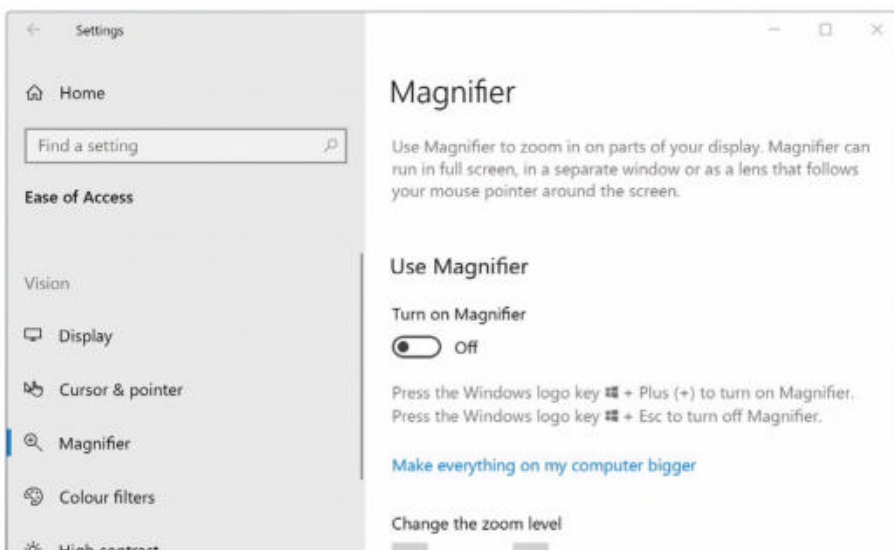 Settings
Home
Find a setting
Ease of Access
Vision
Display
Cursor & pointer
Magnifier
Colour filters
High contrast
Magnifier
Use Magnifier to zoom in on parts of your display. Magnifier can
run in full screen, in a separate window or as a lens that follows
your mouse pointer around the screen.
Use Magnifier
Turn on Magnifier
Off
Press the Windows logo key + Plus (+) to turn on Magnifier.
Press the Windows logo key + Esc to turn off Magnifier.
Make everything on my computer bigger
Change the zoom level